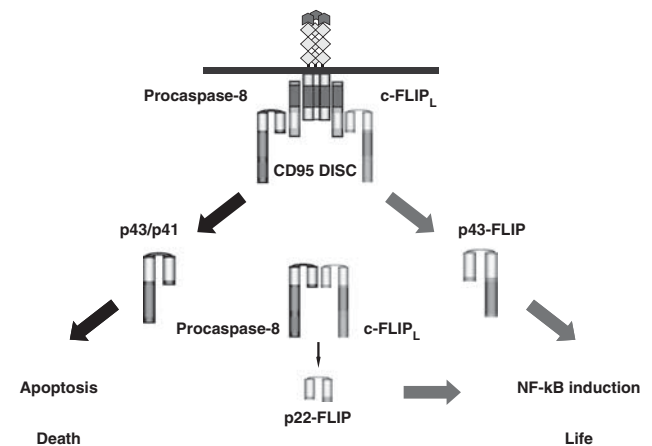 Procaspase-8
c-FLIPL
CD95 DISC
p43/p41
p43-FLIP
Procaspase-8
c-FLIPL
p22-FLIP
Apoptosis
NF-kB induction
Death
Life